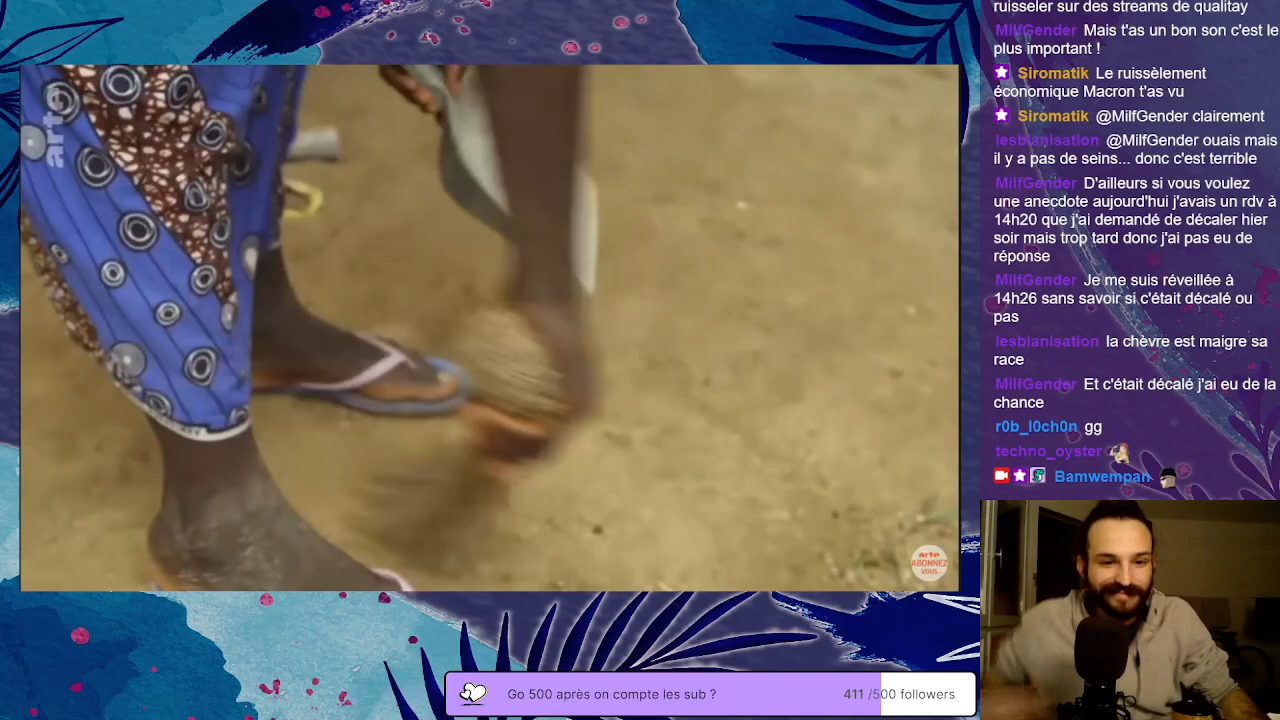 ruisseler sur des streams de qualitay
MilfGender Mais t'as un bon son c'est le
plus important !
Siromatik Le ruissèlement
économique Macron t'as vu
Siromatik @MilfGender clairement
lesbianisation @MilfGender ouais mais
il y a pas de seins... donc c'est terrible
MilfGender D'ailleurs si vous voulez
une anecdote aujourd'hui j'avais un rdv à
14h20 que j'ai demandé de décaler hier
soir mais trop tard donc j'ai pas eu de
réponse
MilfGender Je me suis réveillée à
14h26 sans savoir si c'était décalé ou
pas
lesbianisation la chèvre est maigre sa
race
MilfGender Et c'était décalé j'ai eu de la
chance
r0b_l0ch0n gg
techno_oyster
Bamwempan
arte
arte
ABONNEZ
VOUS
Go 500 après on compte les sub ? 411 /500 followers